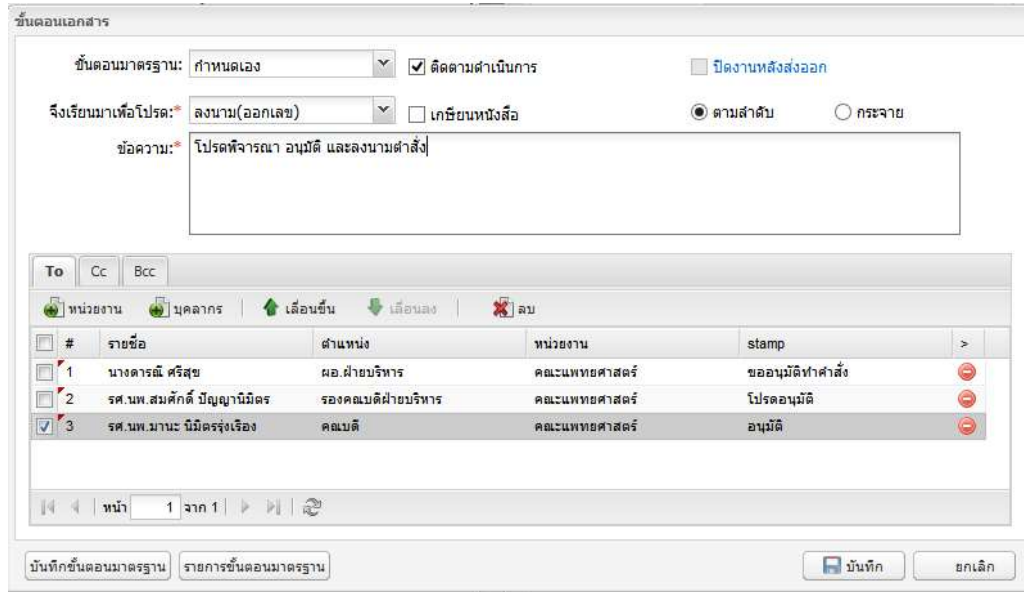 ขั้นตอนเอกสาร
ขั้นตอนมาตรฐาน: กำหนดเอง ติดตามดำเนินการ ปิดงานหลังส่งออก
จึงเรียนมาเพื่อโปรด:* ลงนาม(ออกเลข) เกษียนหนังสือ ตามลำดับ กระจาย
ข้อความ:* โปรดพิจารณา อนุมัติ และลงนามคำสั่ง
To Cc Bcc
หน่วยงาน บุคลากร เลื่อนขึ้น เลื่อนลง ลบ
# รายชื่อ ตำแหน่ง หน่วยงาน stamp >
1 นางดารณี ศรีสุข ผอ.ฝ่ายบริหาร คณะแพทยศาสตร์ ขออนุมัติทำคำสั่ง
2 รศ.นพ.สมศักดิ์ ปัญญานิมิตร รองคณบดีฝ่ายบริหาร คณะแพทยศาสตร์ โปรดอนุมัติ
3 รศ.นพ.มานะ นิมิตรรุ่งเรือง คณบดี คณะแพทยศาสตร์ อนุมัติ
หน้า 1 จาก 1
บันทึกขั้นตอนมาตรฐาน รายการขั้นตอนมาตรฐาน บันทึก ยกเลิก